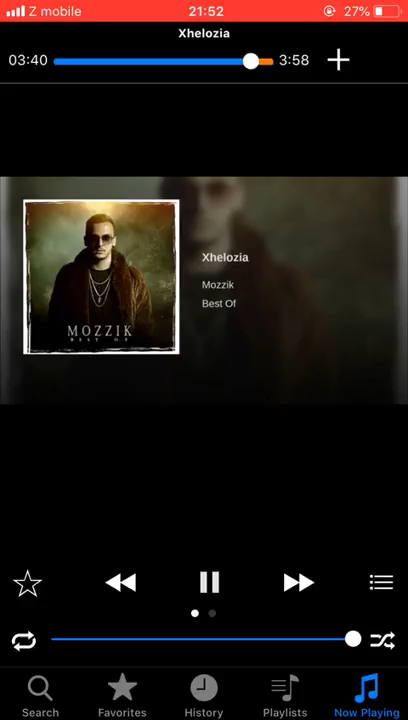 Z mobile
21:52
27%
Xhelozia
03:40
3:58
Xhelozia
Mozzik
Best Of
MOZZIK
BEST OF
Search
Favorites
History
Playlists
Now Playing